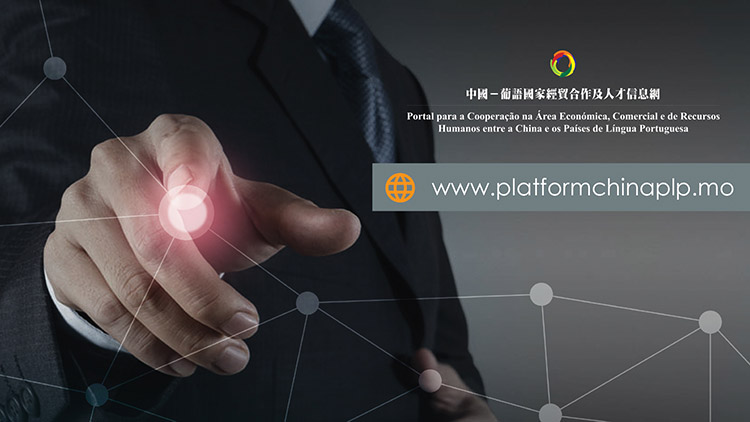 中國－葡語國家經貿合作及人才信息網
Portal para a Cooperação na Área Económica, Comercial e de Recursos
Humanos entre a China e os Países de Língua Portuguesa
www.platformchinaplp.mo